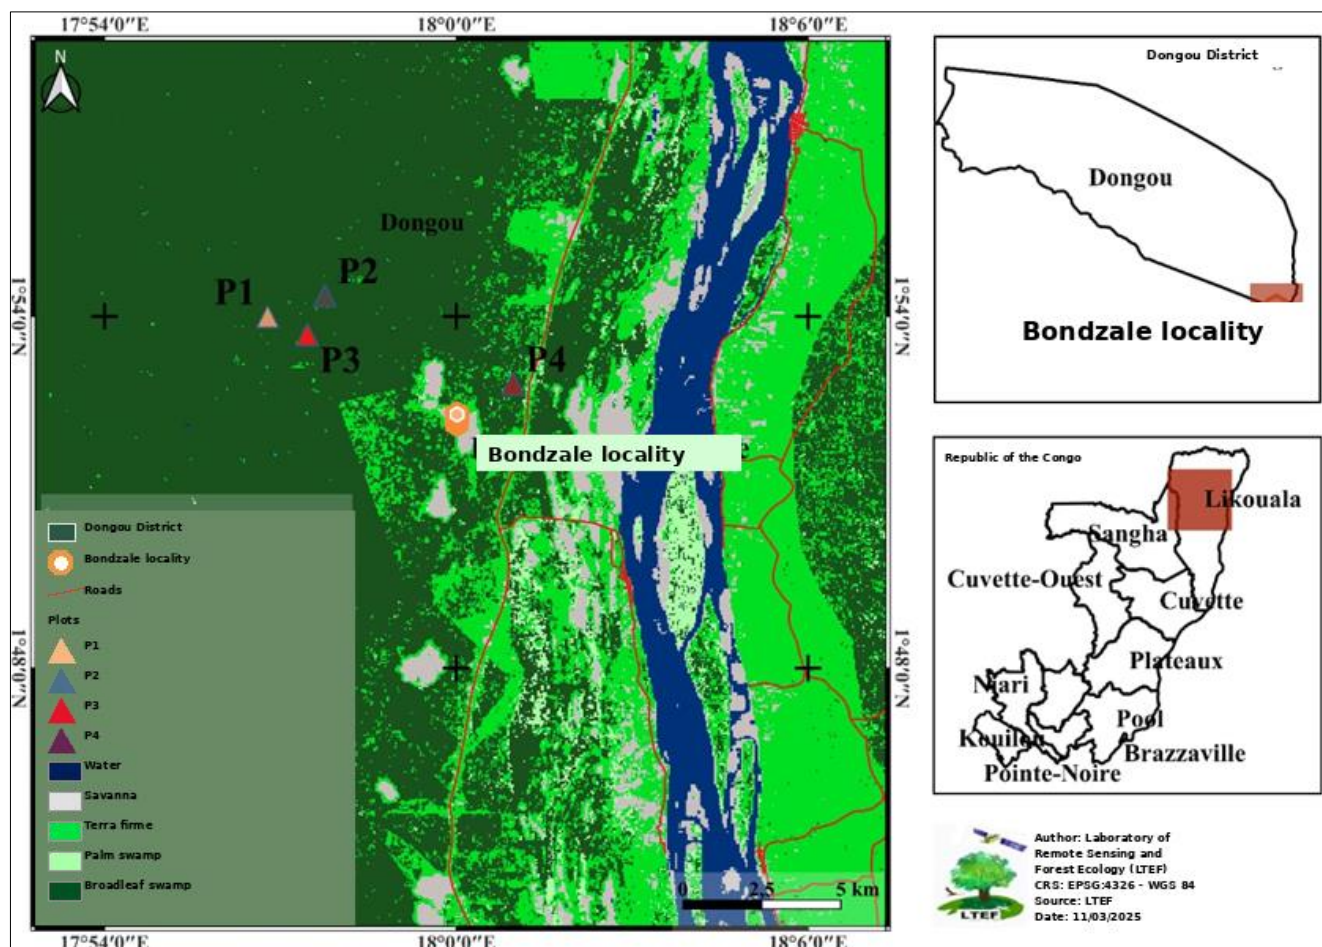 17°54'0"E 18°0'0"E 18°6'0"E
N
Dongou
P1
P2
P3
P4
1°54'0"N
1°54'0"N
Bondzale locality
e
Dongou District
Bondzale locality
Roads
Plots
P1
P2
P3
P4
Water
Savanna
Terra firme
Palm swamp
Broadleaf swamp
1°48'0"N
1°48'0"N
0 2.5 5 km
17°54'0"E 18°0'0"E 18°6'0"E
Dongou District
Dongou
Bondzale locality
Republic of the Congo
Likouala
Sangha
Cuvette-Ouest
Cuvette
Plateaux
Niari
Pool
Kouilou
Brazzaville
Pointe-Noire
LTEF
Author: Laboratory of
Remote Sensing and
Forest Ecology (LTEF)
CRS: EPSG:4326 - WGS 84
Source: LTEF
Date: 11/03/2025